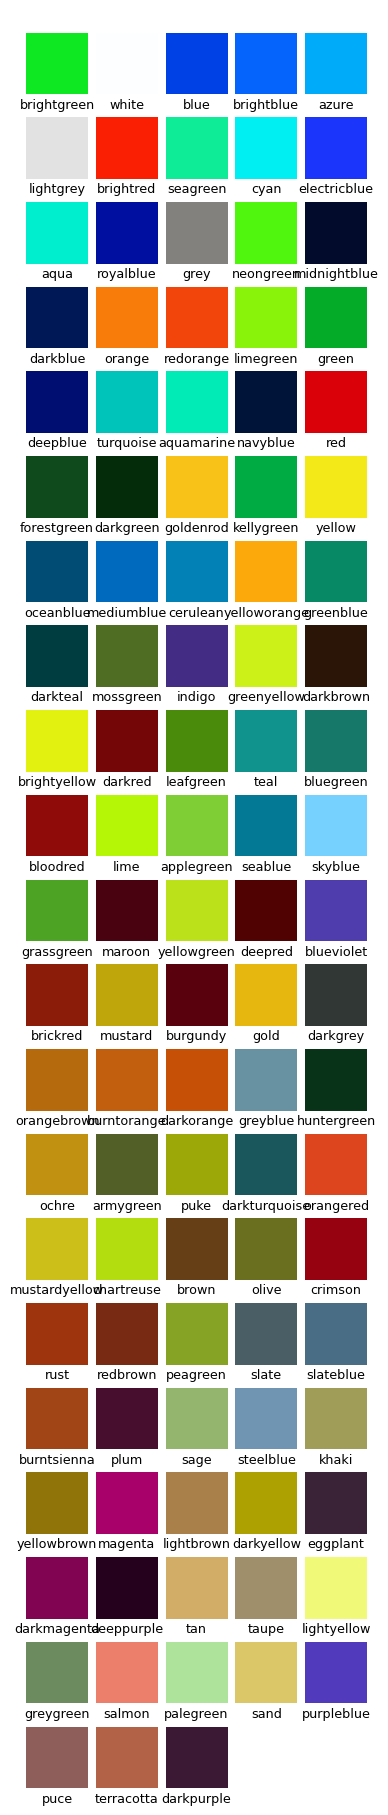 brightgreen white blue brightblue azure
lightgrey brightred seagreen cyan electricblue
aqua royalblue grey neongreen midnightblue
darkblue orange redorange limegreen green
deepblue turquoise aquamarine navyblue red
forestgreen darkgreen goldenrod kellygreen yellow
oceanblue mediumblue cerulean yelloworange greenblue
darkteal mossgreen indigo greenyellow darkbrown
brightyellow darkred leafgreen teal bluegreen
bloodred lime applegreen seablue skyblue
grassgreen maroon yellowgreen deepred blueviolet
brickred mustard burgundy gold darkgrey
orangebrown burntorange darkorange greyblue huntergreen
ochre armygreen puke darkturquoise orangered
mustardyellow chartreuse brown olive crimson
rust redbrown peagreen slate slateblue
burntsienna plum sage steelblue khaki
yellowbrown magenta lightbrown darkyellow eggplant
darkmagenta deeppurple tan taupe lightyellow
greygreen salmon palegreen sand purpleblue
puce terracotta darkpurple